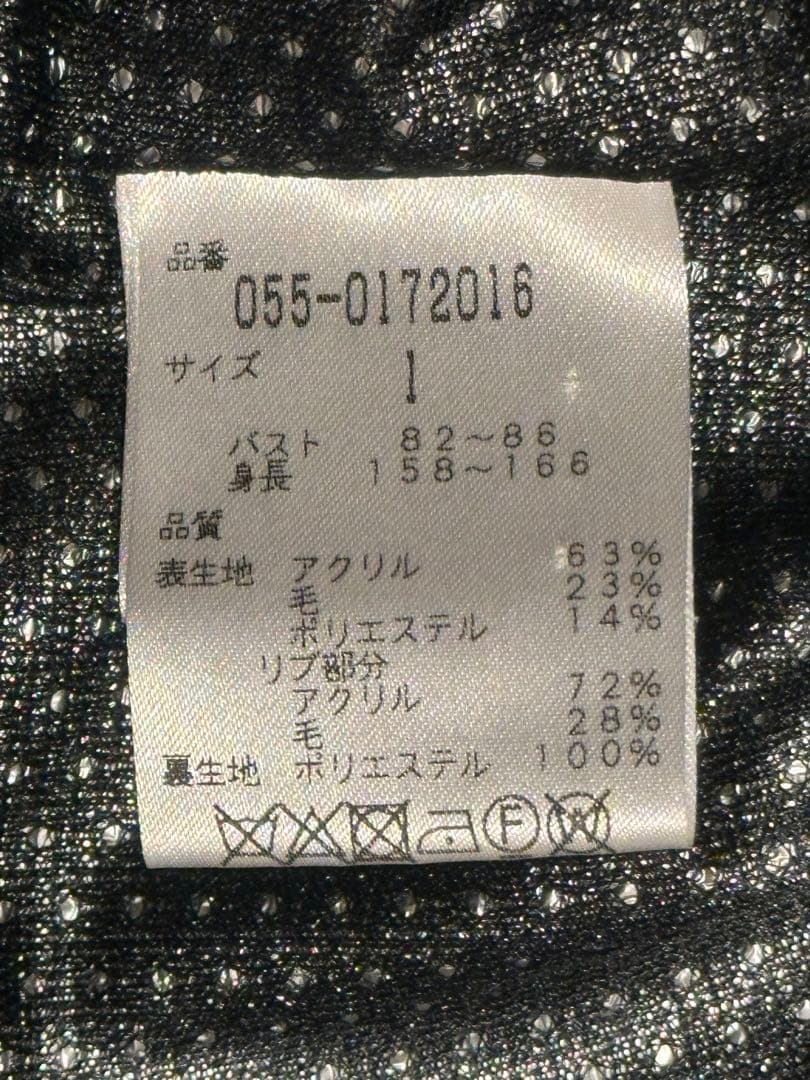 品番
055-0172016
サイズ 1
バスト 82～86
身長 158～166
品質
表生地 アクリル 63%
毛 23%
ポリエステル 14%
リブ部分
アクリル 72%
毛 28%
裏生地 ポリエステル 100%
F W